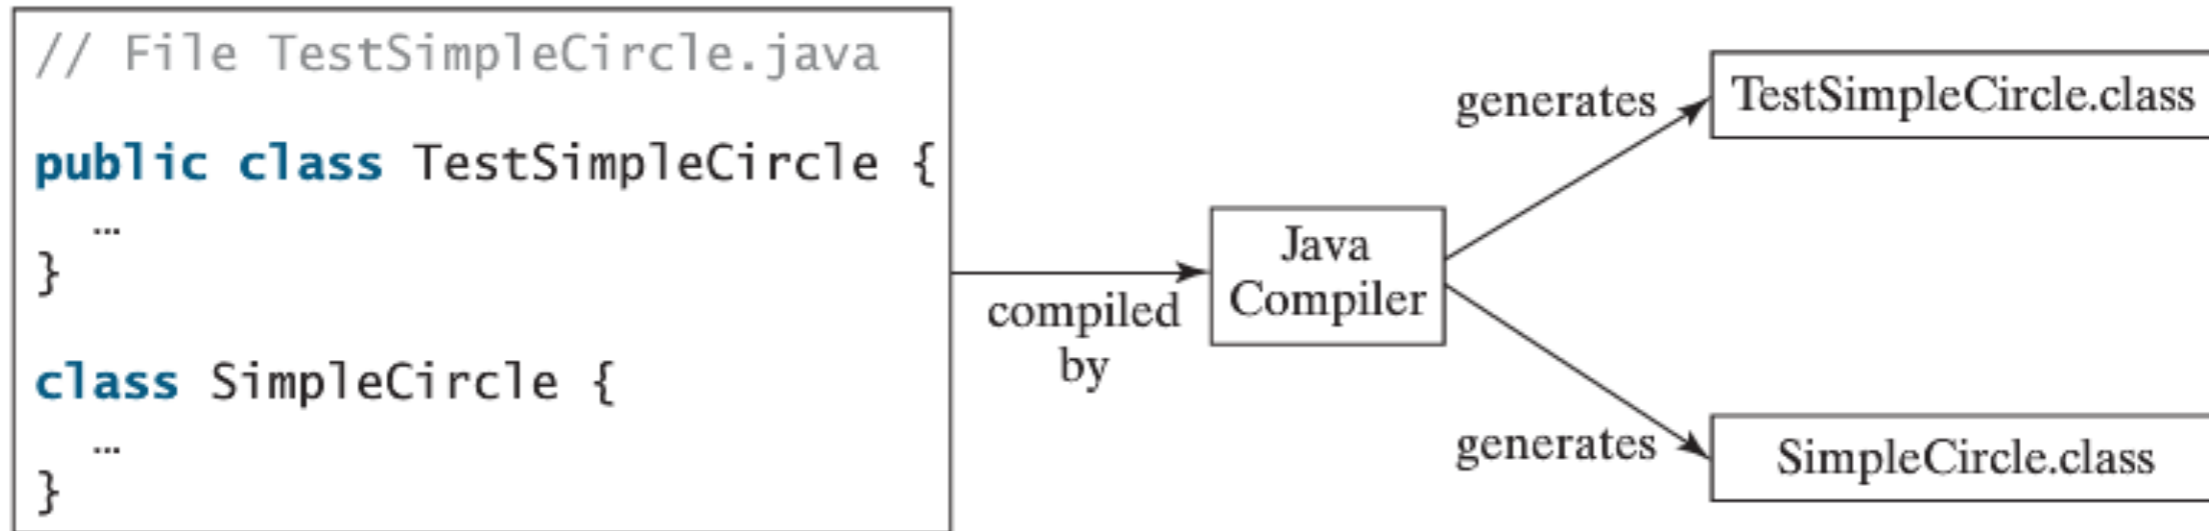 // File TestSimpleCircle.java
public class TestSimpleCircle {
…
}
class SimpleCircle {
…
}
compiled
by
Java
Compiler
generates
TestSimpleCircle.class
generates
SimpleCircle.class